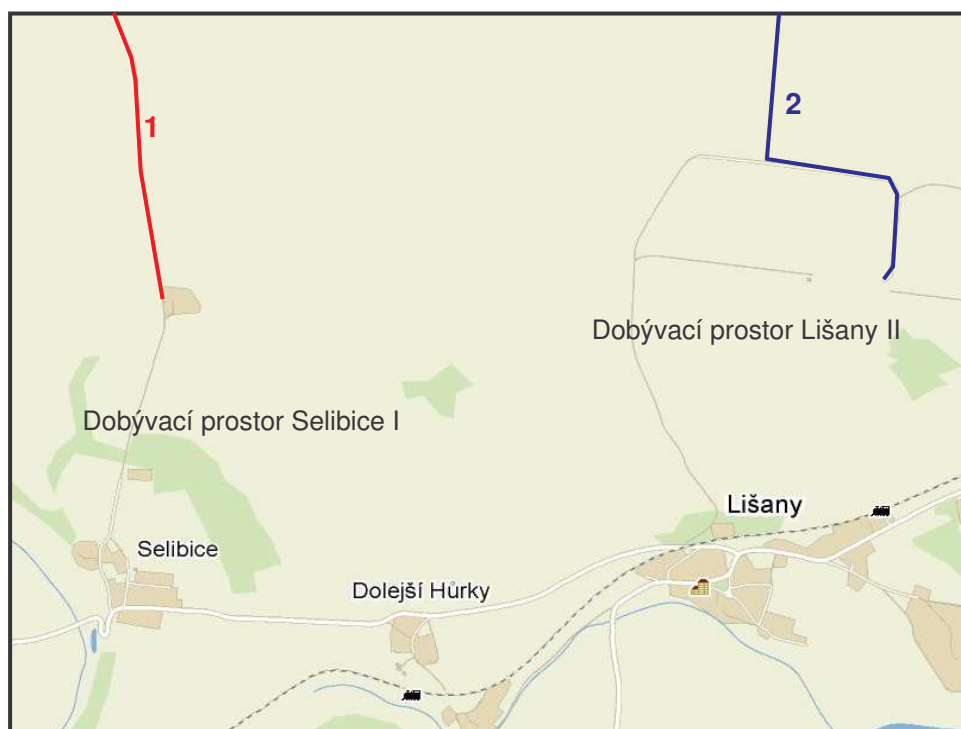 2
1
Dobývací prostor Lišany II
Dobývací prostor Selibice I
Lišany
Selibice
Dolejší Hůrky